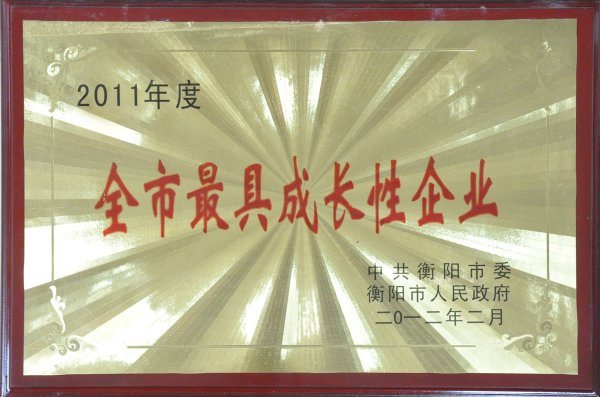 2011年度
全市最具成长性企业
中共衡阳市委
衡阳市人民政府
二0一二年二月